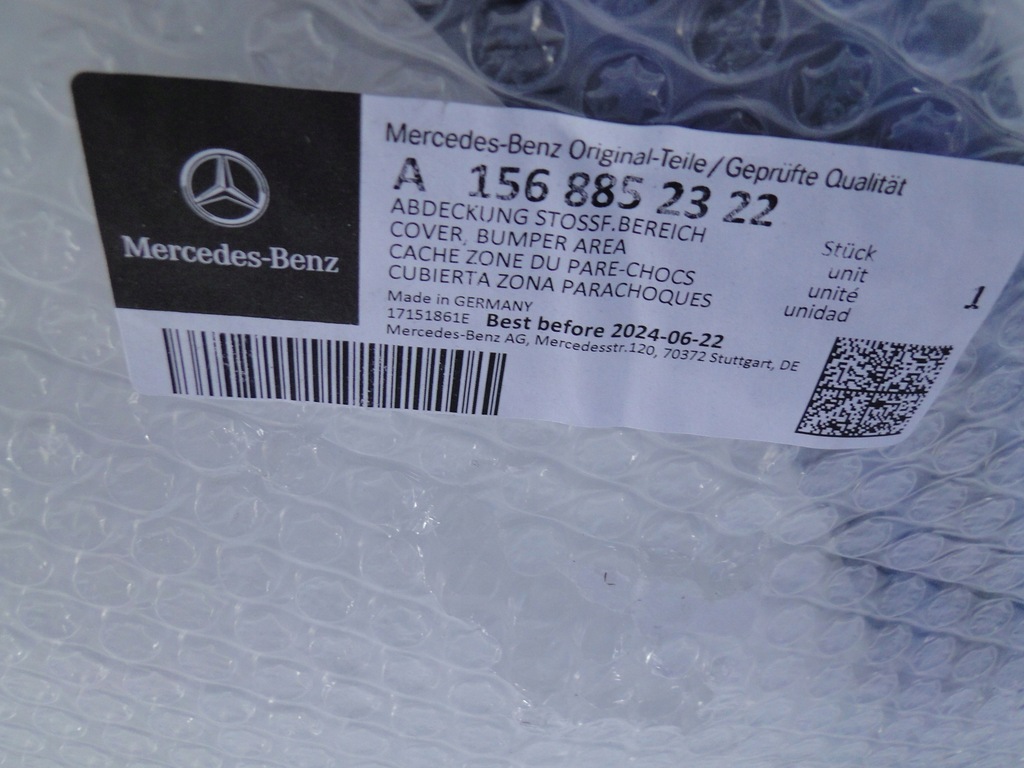 Mercedes-Benz
Mercedes-Benz Original-Teile/Geprüfte Qualität
A 156 885 23 22
ABDECKUNG STOSSF.BEREICH
COVER, BUMPER AREA
CACHE ZONE DU PARE-CHOCS
CUBIERTA ZONA PARACHOQUES
Stück
unit
unité
unidad
1
Made in GERMANY
17151861E Best before 2024-06-22
Mercedes-Benz AG, Mercedesstr.120, 70372 Stuttgart, DE